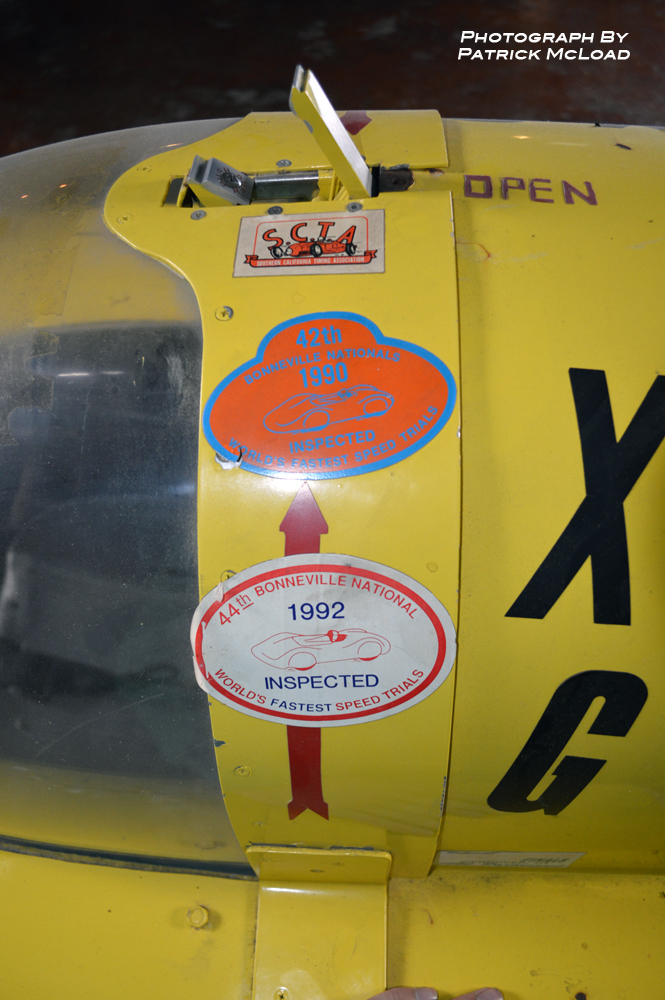 Photograph By
Patrick McLoad
OPEN
S.C.T.A
SOUTHERN CALIFORNIA TIMING ASSOCIATION
42th
BONNEVILLE NATIONALS
1990
INSPECTED
WORLD'S FASTEST SPEED TRIALS
X
44th BONNEVILLE NATIONAL
1992
INSPECTED
WORLD'S FASTEST SPEED TRIALS
G